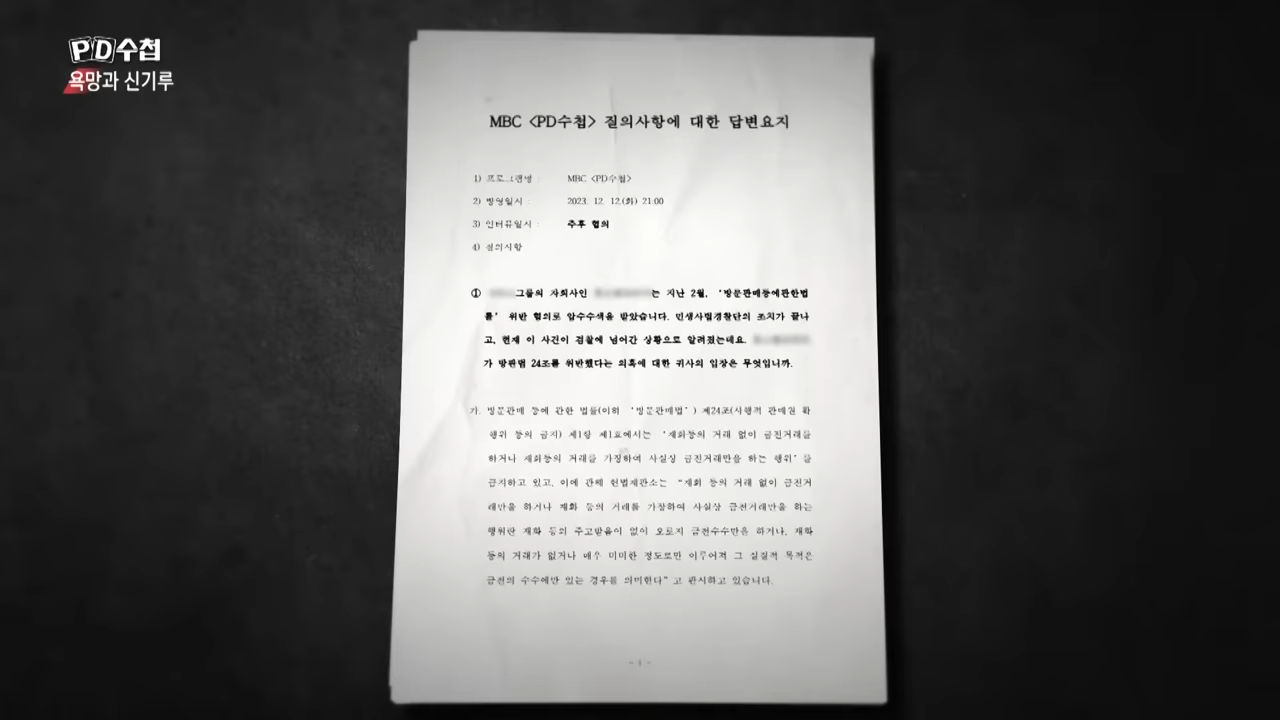 PD수첩
욕망과 신기루
MBC <PD수첩> 질의사항에 대한 답변요지
1) 프로그램명 : MBC <PD수첩>
2) 방영일시 : 2023. 12. 12.(화) 21:00
3) 인터뷰일시 : 추후 협의
4) 질의사항
① 그룹의 자회사인 는 지난 2월, ‘방문판매등에관한법
률’ 위반 혐의로 압수수색을 받았습니다. 민생사법경찰단의 조치가 끝나
고, 현재 이 사건이 검찰에 넘어간 상황으로 알려졌는데요.
가 방판법 24조를 위반했다는 의혹에 대한 귀사의 입장은 무엇입니까.
가. 방문판매 등에 관한 법률(이하 ‘방문판매법’) 제24조(사행적 판매원 확
행위 등의 금지) 제1항 제1호에서는 ‘재화등의 거래 없이 금전거래를
하거나 재화등의 거래를 가장하여 사실상 금전거래만을 하는 행위’를
금지하고 있고, 이에 관해 헌법재판소는 “재화 등의 거래 없이 금전거
래만을 하거나 재화 등의 거래를 가장하여 사실상 금전거래만을 하는
행위란 재화 등의 주고받음이 없이 오로지 금전수수만을 하거나, 재화
등의 거래가 없거나 매우 미미한 정도로만 이루어져 그 실질적 목적은
금전의 수수에만 있는 경우를 의미한다”고 판시하고 있습니다.
- 1 -